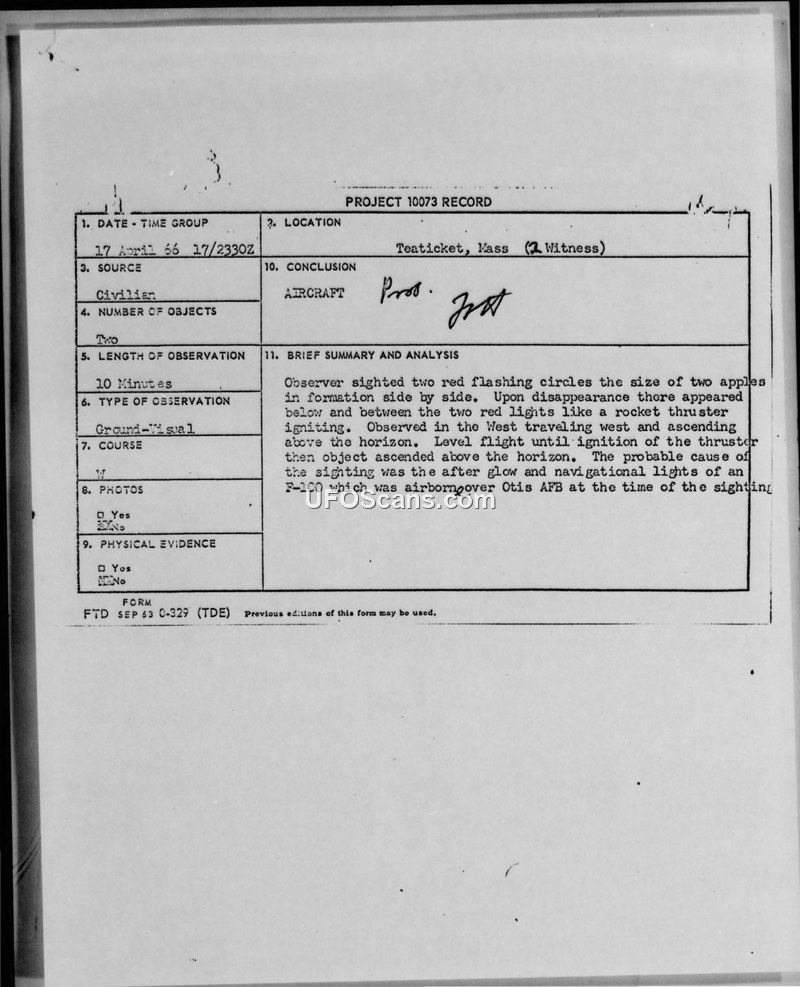 PROJECT 10073 RECORD
1. DATE - TIME GROUP
17 April 66 17/2330Z
2. LOCATION
Teaticket, Mass (2 Witness)
3. SOURCE
Civilian
10. CONCLUSION
AIRCRAFT Prob.
4. NUMBER OF OBJECTS
Two
5. LENGTH OF OBSERVATION
10 Minutes
11. BRIEF SUMMARY AND ANALYSIS
Observer sighted two red flashing circles the size of two apples
in formation side by side. Upon disappearance there appeared
below and between the two red lights like a rocket thruster
igniting. Observed in the West traveling west and ascending
above the horizon. Level flight until ignition of the thruster
then object ascended above the horizon. The probable cause of
the sighting was the after glow and navigational lights of an
F-100 which was airborne over Otis AFB at the time of the sighting
6. TYPE OF OBSERVATION
Ground-Visual
7. COURSE
W
8. PHOTOS
□ Yes
No
9. PHYSICAL EVIDENCE
□ Yes
No
FORM
FTD SEP 63 0-329 (TDE) Previous editions of this form may be used.
UFOScans.com